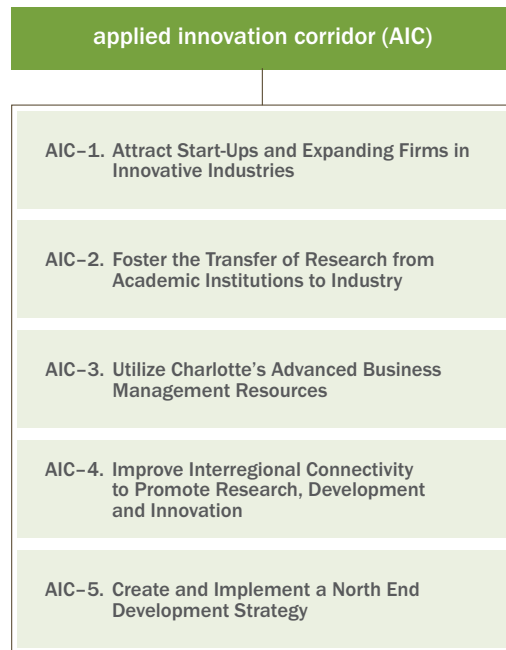 applied innovation corridor (AIC)
AIC–1. Attract Start-Ups and Expanding Firms in
Innovative Industries
AIC–2. Foster the Transfer of Research from
Academic Institutions to Industry
AIC–3. Utilize Charlotte’s Advanced Business
Management Resources
AIC–4. Improve Interregional Connectivity
to Promote Research, Development
and Innovation
AIC–5. Create and Implement a North End
Development Strategy